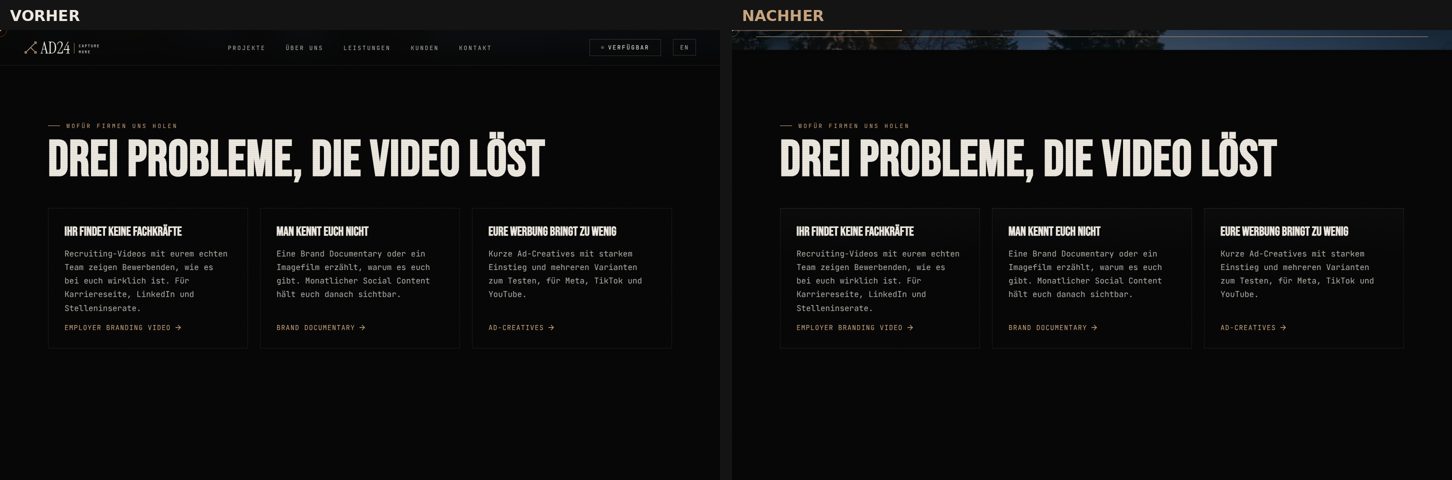 VORHER
AD24 CAPTURE MORE
PROJEKTE ÜBER UNS LEISTUNGEN KUNDEN KONTAKT
VERFÜGBAR
EN
WOFÜR FIRMEN UNS HOLEN
DREI PROBLEME, DIE VIDEO LÖST
IHR FINDET KEINE FACHKRÄFTE
Recruiting-Videos mit eurem echten
Team zeigen Bewerbenden, wie es
bei euch wirklich ist. Für
Karriereseite, LinkedIn und
Stelleninserate.
EMPLOYER BRANDING VIDEO →
MAN KENNT EUCH NICHT
Eine Brand Documentary oder ein
Imagefilm erzählt, warum es euch
gibt. Monatlicher Social Content
hält euch danach sichtbar.
BRAND DOCUMENTARY →
EURE WERBUNG BRINGT ZU WENIG
Kurze Ad-Creatives mit starkem
Einstieg und mehreren Varianten
zum Testen, für Meta, TikTok und
YouTube.
AD-CREATIVES →
NACHHER
WOFÜR FIRMEN UNS HOLEN
DREI PROBLEME, DIE VIDEO LÖST
IHR FINDET KEINE FACHKRÄFTE
Recruiting-Videos mit eurem echten
Team zeigen Bewerbenden, wie es
bei euch wirklich ist. Für
Karriereseite, LinkedIn und
Stelleninserate.
EMPLOYER BRANDING VIDEO →
MAN KENNT EUCH NICHT
Eine Brand Documentary oder ein
Imagefilm erzählt, warum es euch
gibt. Monatlicher Social Content
hält euch danach sichtbar.
BRAND DOCUMENTARY →
EURE WERBUNG BRINGT ZU WENIG
Kurze Ad-Creatives mit starkem
Einstieg und mehreren Varianten
zum Testen, für Meta, TikTok und
YouTube.
AD-CREATIVES →